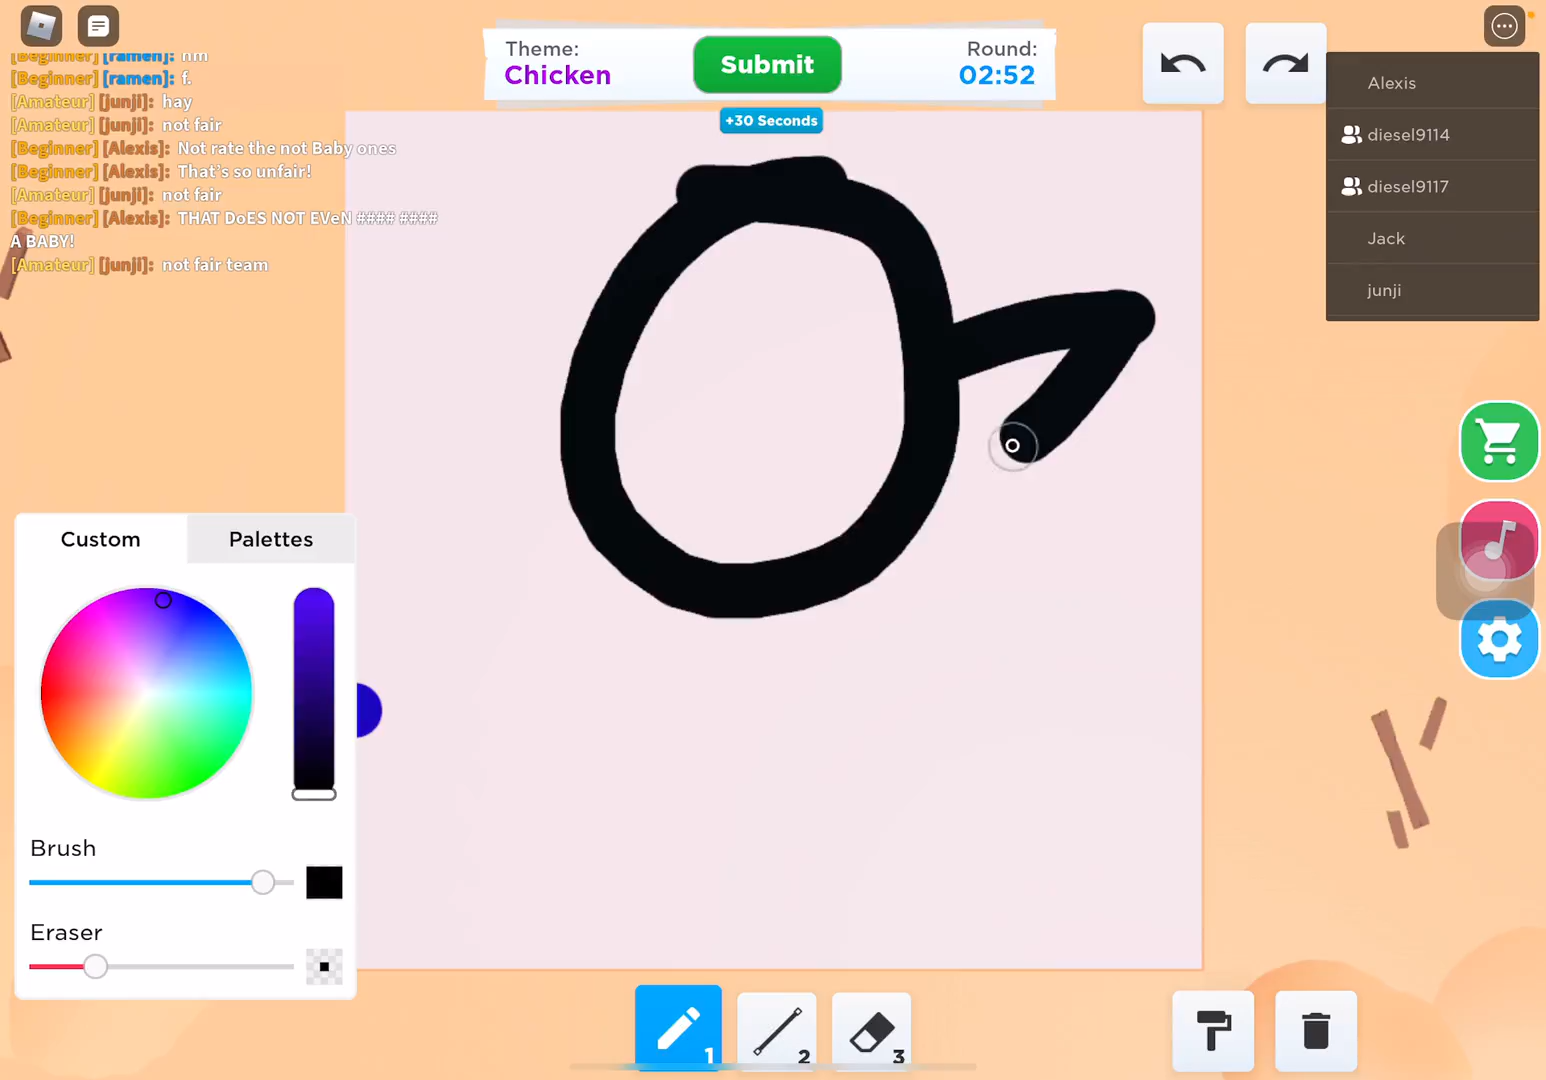 [Beginner] [ramen]: nm
[Beginner] [ramen]: f.
[Amateur] [junji]: hay
[Amateur] [junji]: not fair
[Beginner] [Alexis]: Not rate the not Baby ones
[Beginner] [Alexis]: That's so unfair!
[Amateur] [junji]: not fair
[Beginner] [Alexis]: THAT DoES NOT EVeN #### ####
A BABY!
[Amateur] [junji]: not fair team
Theme:
Chicken
Submit
Round:
02:52
+30 Seconds
Alexis
diesel9114
diesel9117
Jack
junji
Custom
Palettes
Brush
Eraser
1
2
3